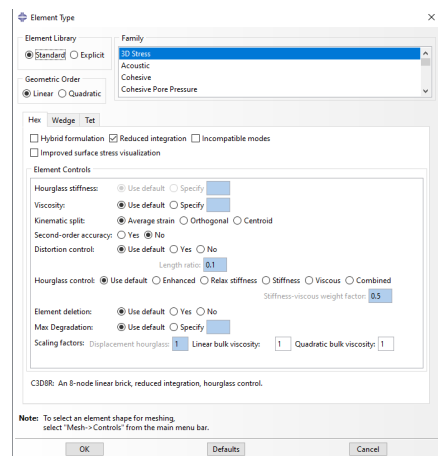 Element Type
Element Library
Standard Explicit
Family
3D Stress
Acoustic
Cohesive
Cohesive Pore Pressure
Geometric Order
Linear Quadratic
Hex Wedge Tet
Hybrid formulation Reduced integration Incompatible modes
Improved surface stress visualization
Element Controls
Hourglass stiffness: Use default Specify
Viscosity: Use default Specify
Kinematic split: Average strain Orthogonal Centroid
Second-order accuracy: Yes No
Distortion control: Use default Yes No
Length ratio: 0.1
Hourglass control: Use default Enhanced Relax stiffness Stiffness Viscous Combined
Stiffness-viscous weight factor: 0.5
Element deletion: Use default Yes No
Max Degradation: Use default Specify
Scaling factors: Displacement hourglass: 1 Linear bulk viscosity: 1 Quadratic bulk viscosity: 1
C3D8R: An 8-node linear brick, reduced integration, hourglass control.
Note: To select an element shape for meshing,
select "Mesh->Controls" from the main menu bar.
OK Defaults Cancel